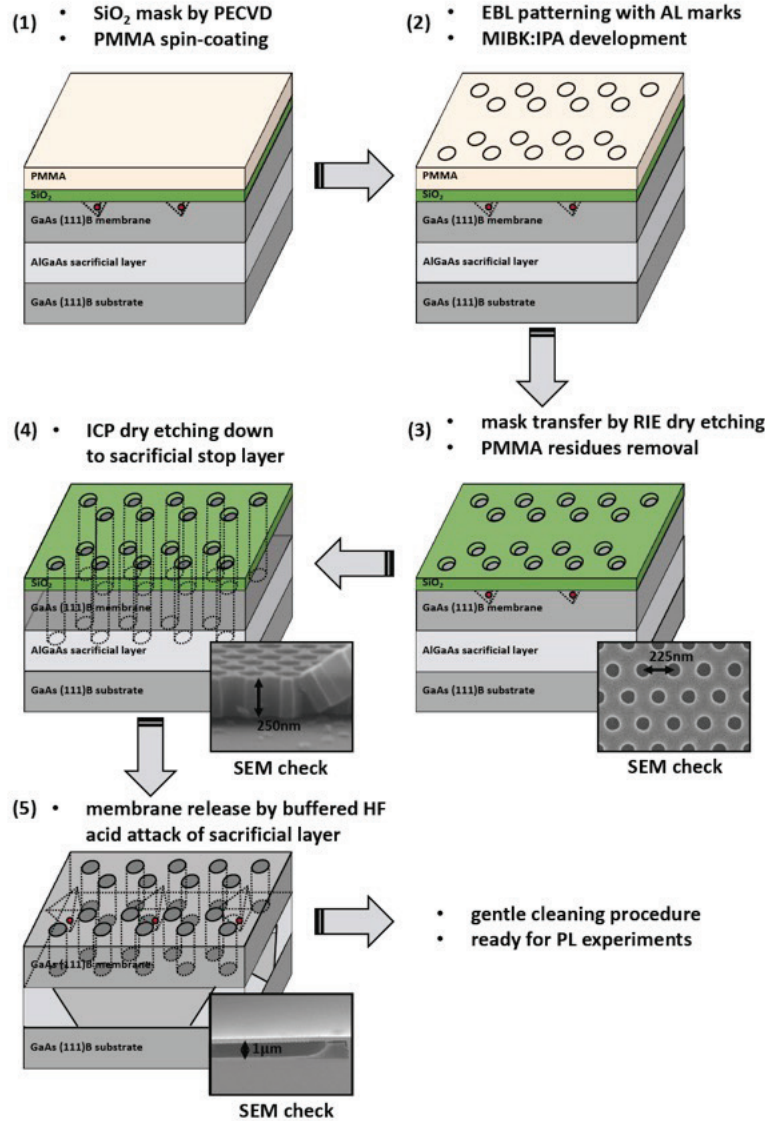 (1) • SiO₂ mask by PECVD
• PMMA spin-coating
PMMA
SiO₂
GaAs (111)B membrane
AlGaAs sacrificial layer
GaAs (111)B substrate
(2) • EBL patterning with AL marks
• MIBK:IPA development
PMMA
SiO₂
GaAs (111)B membrane
AlGaAs sacrificial layer
GaAs (111)B substrate
(3) • mask transfer by RIE dry etching
• PMMA residues removal
SiO₂
GaAs (111)B membrane
AlGaAs sacrificial layer
GaAs (111)B substrate
225nm
SEM check
(4) • ICP dry etching down
to sacrificial stop layer
SiO₂
GaAs (111)B membrane
AlGaAs sacrificial layer
GaAs (111)B substrate
250nm
SEM check
(5) • membrane release by buffered HF
acid attack of sacrificial layer
GaAs (111)B membrane
GaAs (111)B substrate
1μm
SEM check
• gentle cleaning procedure
• ready for PL experiments